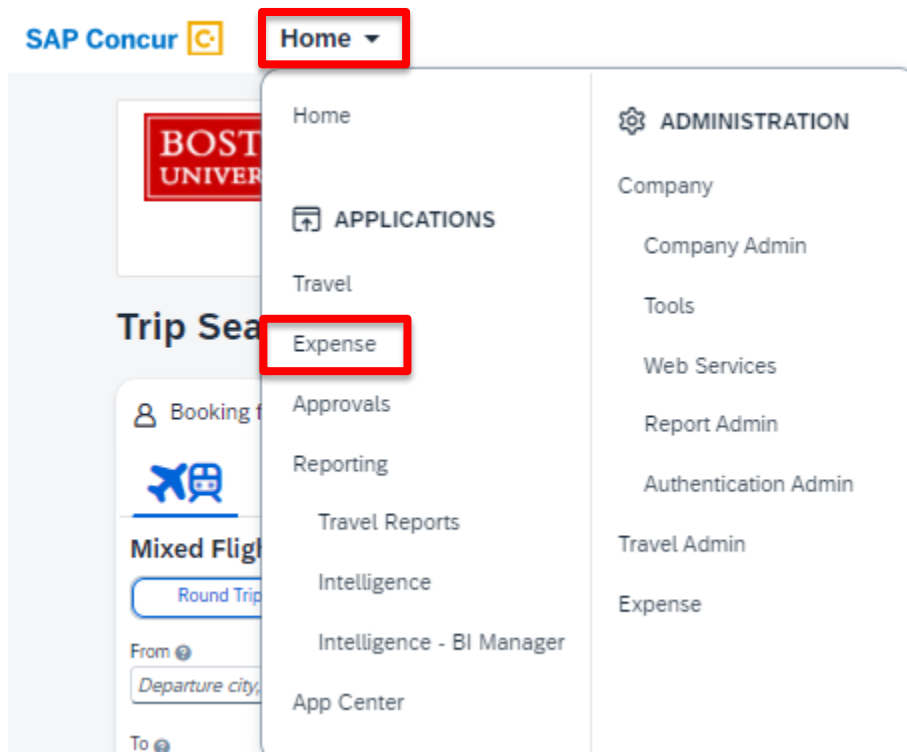 SAP Concur C
Home
Home
APPLICATIONS
Travel
Expense
Approvals
Reporting
Travel Reports
Intelligence
Intelligence - BI Manager
App Center
ADMINISTRATION
Company
Company Admin
Tools
Web Services
Report Admin
Authentication Admin
Travel Admin
Expense
BOST
UNIVER
Trip Sea
Booking f
Mixed Fligh
Round Trip
From
Departure city,
To